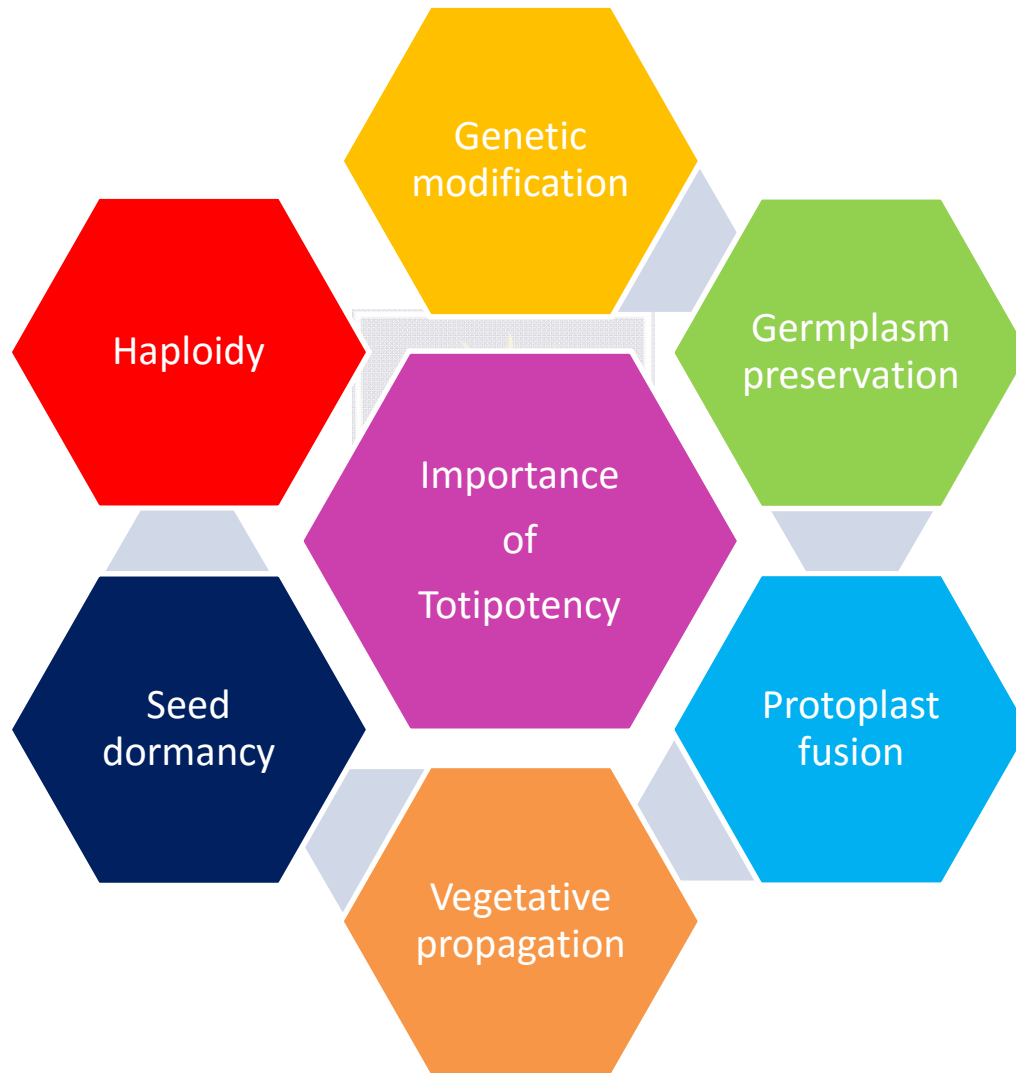 Genetic
modification
Haploidy
Germplasm
preservation
Importance
of
Totipotency
Seed
dormancy
Protoplast
fusion
Vegetative
propagation